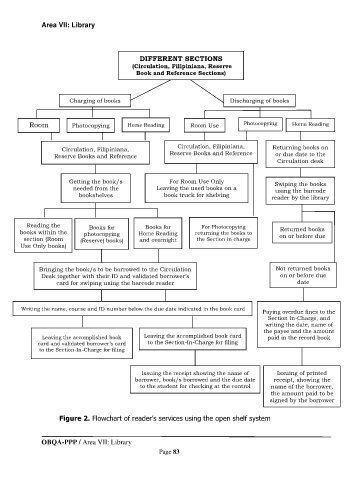 Area VII: Library
DIFFERENT SECTIONS
(Circulation, Filipiniana, Reserve
Book and Reference Sections)
Charging of books
Discharging of books
Room
Photocopying
Home Reading
Room Use
Photocopying
Home Reading
Circulation, Filipiniana,
Reserve Books and Reference
Circulation, Filipiniana,
Reserve Books and Reference
Returning books on
or due date to the
Circulation desk
Getting the book/s
needed from the
bookshelves
For Room Use Only
Leaving the used books on a
book truck for shelving
Swiping the books
using the barcode
reader by the library
Reading the
books within the
section (Room
Use Only books)
Books for
photocopying
(Reserve) books)
Books for
Home Reading
and overnight
For Photocopying
returning the books to
the Section in charge
Returned books
on or before due
Bringing the book/s to be borrowed to the Circulation
Desk together with their ID and validated borrower's
card for swiping using the barcode reader
Not returned books
on or before due
date
Writing the name, course and ID number below the due date indicated in the book card
Paying overdue fines to the
Section In-Charge, and
writing the date, name of
the payee and the amount
paid in the record book
Leaving the accomplished book
card and validated borrower's card
to the Section-In-Charge for filing
Leaving the accomplished book card
to the Section-In-Charge for filing
Issuing the receipt showing the name of
borrower, book/s borrowed and the due date
to the student for checking at the control
Issuing of printed
receipt, showing the
name of the borrower,
the amount paid to be
signed by the borrower
Figure 2. Flowchart of reader's services using the open shelf system
OBQA-PPP / Area VII: Library
Page 83